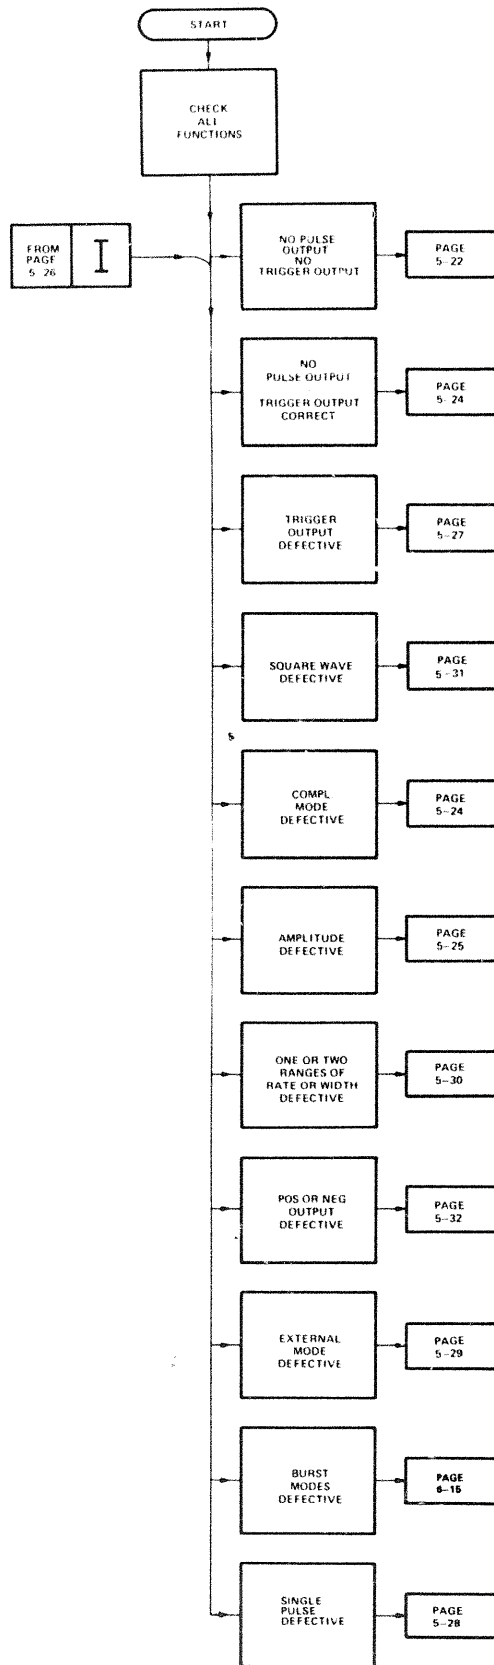 START
CHECK
ALL
FUNCTIONS
FROM
PAGE
5-26
I
NO PULSE
OUTPUT
NO
TRIGGER OUTPUT
PAGE
5-22
NO
PULSE OUTPUT
TRIGGER OUTPUT
CORRECT
PAGE
5-24
TRIGGER
OUTPUT
DEFECTIVE
PAGE
5-27
SQUARE WAVE
DEFECTIVE
PAGE
5-31
COMPL
MODE
DEFECTIVE
PAGE
5-24
AMPLITUDE
DEFECTIVE
PAGE
5-25
ONE OR TWO
RANGES OF
RATE OR WIDTH
DEFECTIVE
PAGE
5-30
POS OR NEG
OUTPUT
DEFECTIVE
PAGE
5-32
EXTERNAL
MODE
DEFECTIVE
PAGE
5-29
BURST
MODES
DEFECTIVE
PAGE
6-15
SINGLE
PULSE
DEFECTIVE
PAGE
5-28